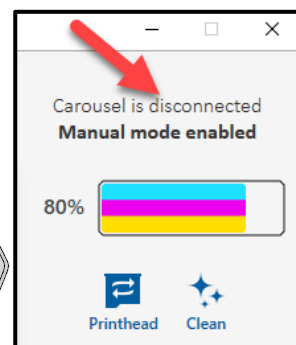 Carousel is disconnected
Manual mode enabled
80%
Printhead Clean